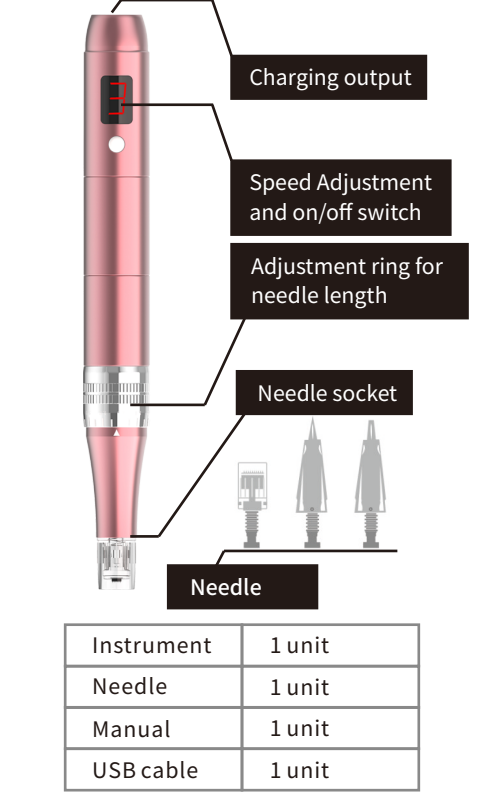 Charging output
3
Speed Adjustment
and on/off switch
Adjustment ring for
needle length
Needle socket
Needle
Instrument 1 unit
Needle 1 unit
Manual 1 unit
USB cable 1 unit